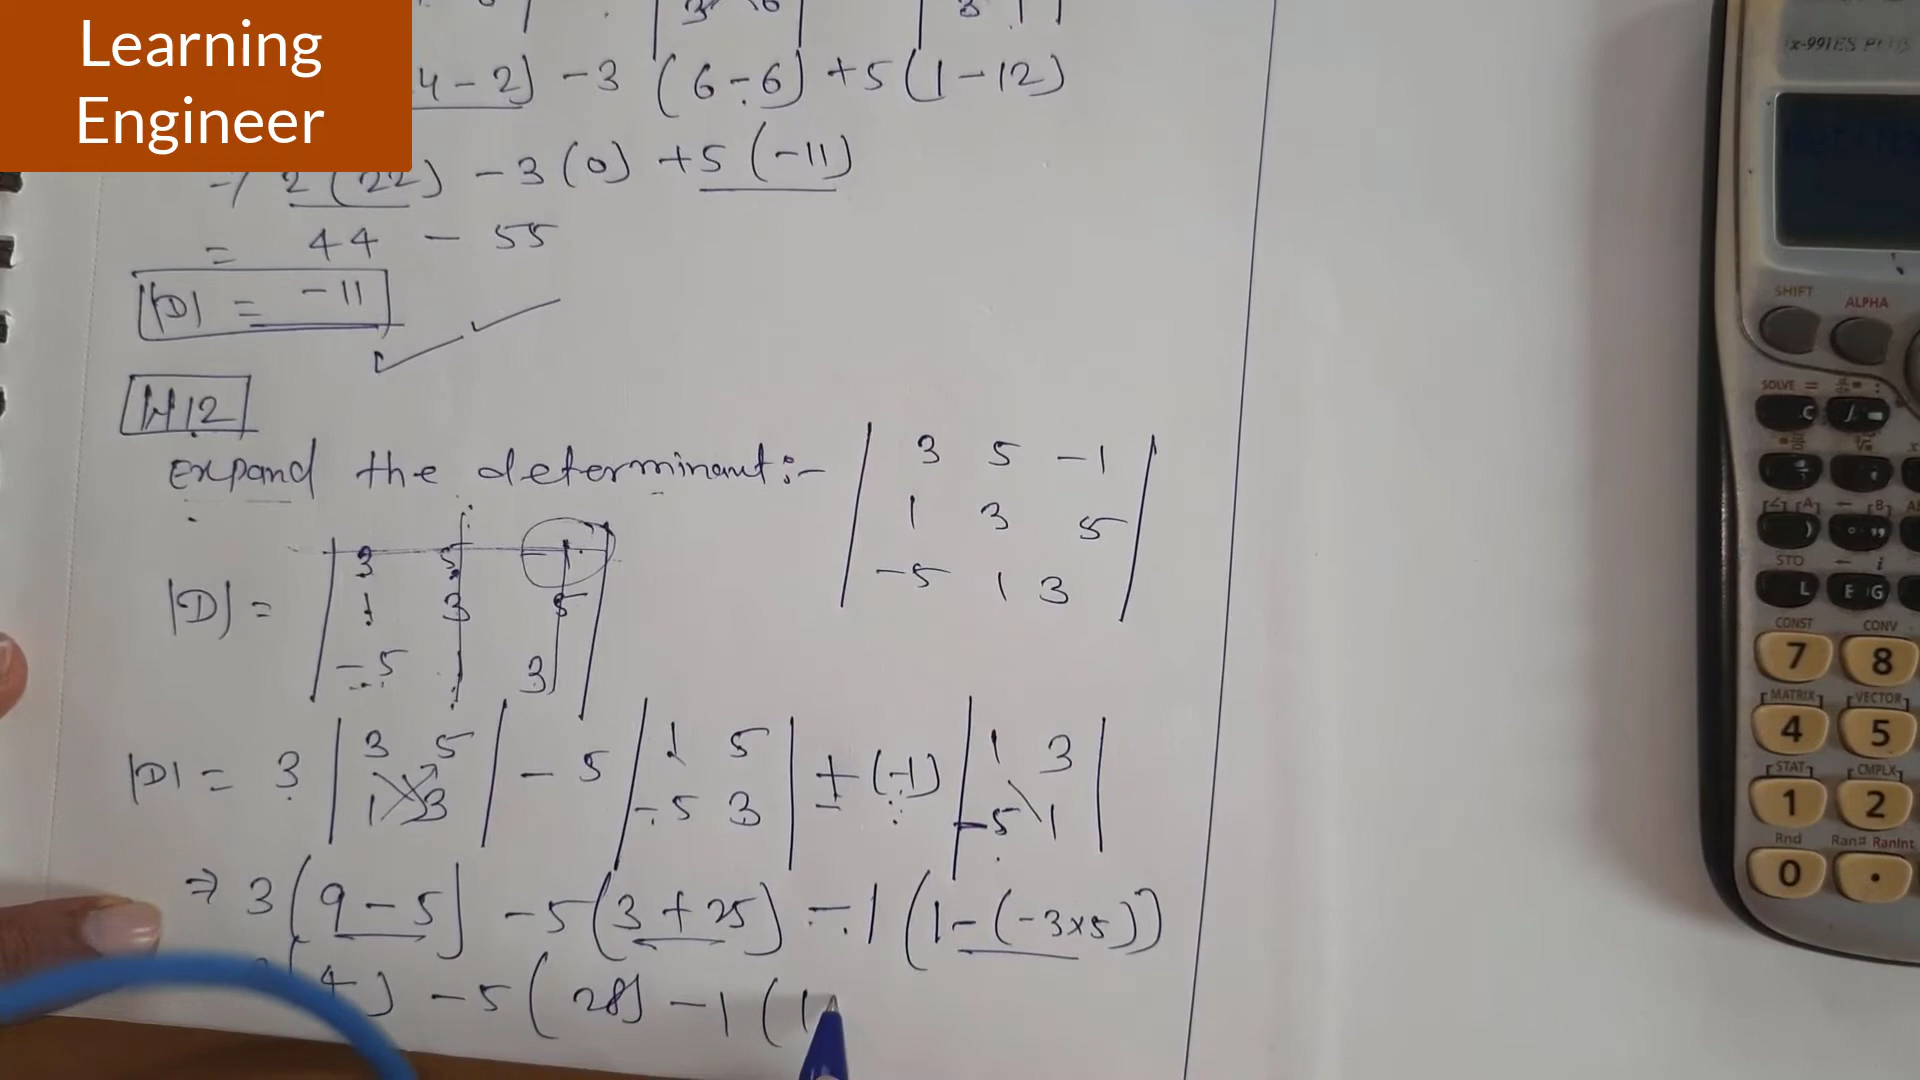 Learning
Engineer
4-2) -3 (6-6) +5(1-12)
2(22) -3(0) +5(-11)
= 44 - 55
|D| = -11
H12
Expand the determinant:-
3 5 -1
1 3 5
-5 1 3
|D| =
3 5
1 3 5
-5 1 3
|D| = 3 |3 5| - 5 |1 5| + (-1) |1 3|
1 3 -5 3 -5 1
⇒ 3(9-5) -5(3+25) -1(1-(-3×5))
4) -5(28) -1(1
x-991ES PLUS
SHIFT ALPHA
SOLVE =
STO
CONST CONV
7 8
MATRIX VECTOR
4 5
STAT CMPLX
1 2
Rnd Ran# RanInt
0 .